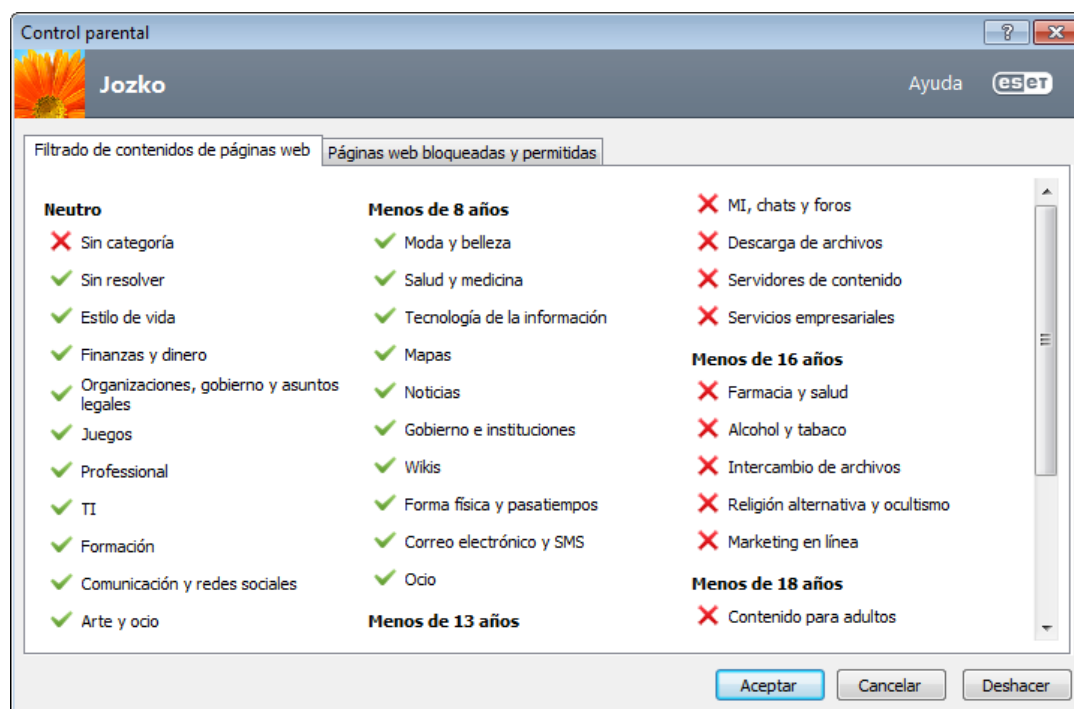 Control parental
Jozko
Ayuda
eseT
Filtrado de contenidos de páginas web
Páginas web bloqueadas y permitidas
Neutro
Sin categoría
Sin resolver
Estilo de vida
Finanzas y dinero
Organizaciones, gobierno y asuntos
legales
Juegos
Professional
TI
Formación
Comunicación y redes sociales
Arte y ocio
Menos de 8 años
Moda y belleza
Salud y medicina
Tecnología de la información
Mapas
Noticias
Gobierno e instituciones
Wikis
Forma física y pasatiempos
Correo electrónico y SMS
Ocio
Menos de 13 años
MI, chats y foros
Descarga de archivos
Servidores de contenido
Servicios empresariales
Menos de 16 años
Farmacia y salud
Alcohol y tabaco
Intercambio de archivos
Religión alternativa y ocultismo
Marketing en línea
Menos de 18 años
Contenido para adultos
Aceptar
Cancelar
Deshacer